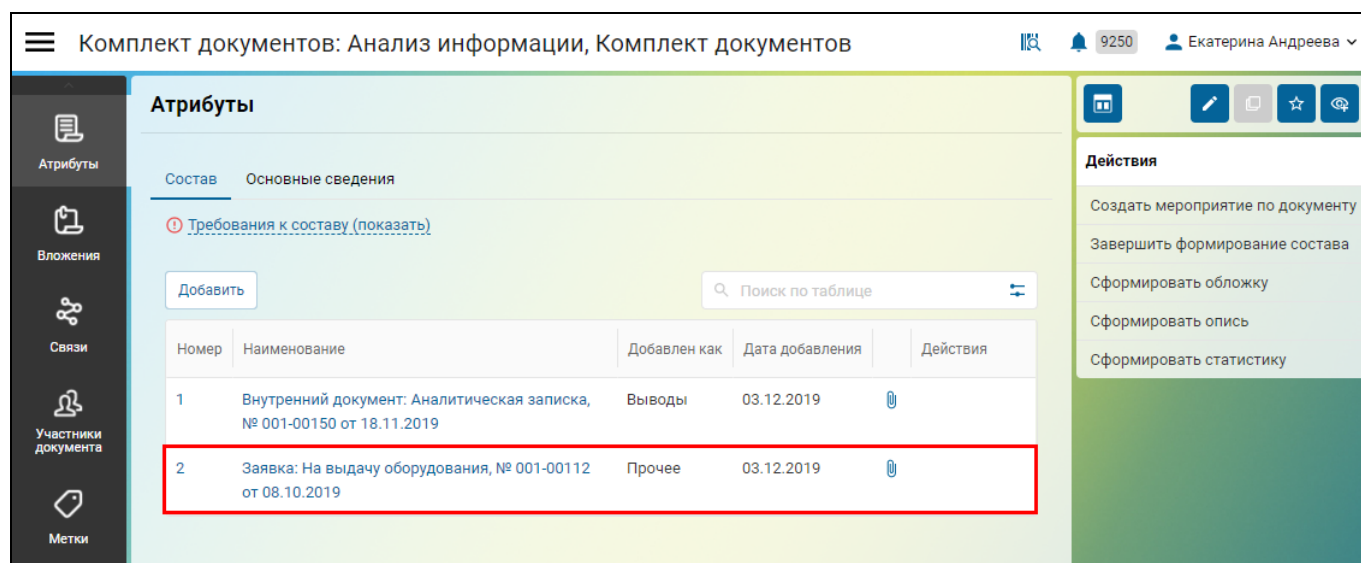 Комплект документов: Анализ информации, Комплект документов
9250
Екатерина Андреева
Атрибуты
Вложения
Связи
Участники
документа
Метки
Атрибуты
Состав Основные сведения
Требования к составу (показать)
Добавить
Поиск по таблице
Номер Наименование Добавлен как Дата добавления Действия
1 Внутренний документ: Аналитическая записка, Выводы 03.12.2019
№ 001-00150 от 18.11.2019
2 Заявка: На выдачу оборудования, № 001-00112 Прочее 03.12.2019
от 08.10.2019
Действия
Создать мероприятие по документу
Завершить формирование состава
Сформировать обложку
Сформировать опись
Сформировать статистику